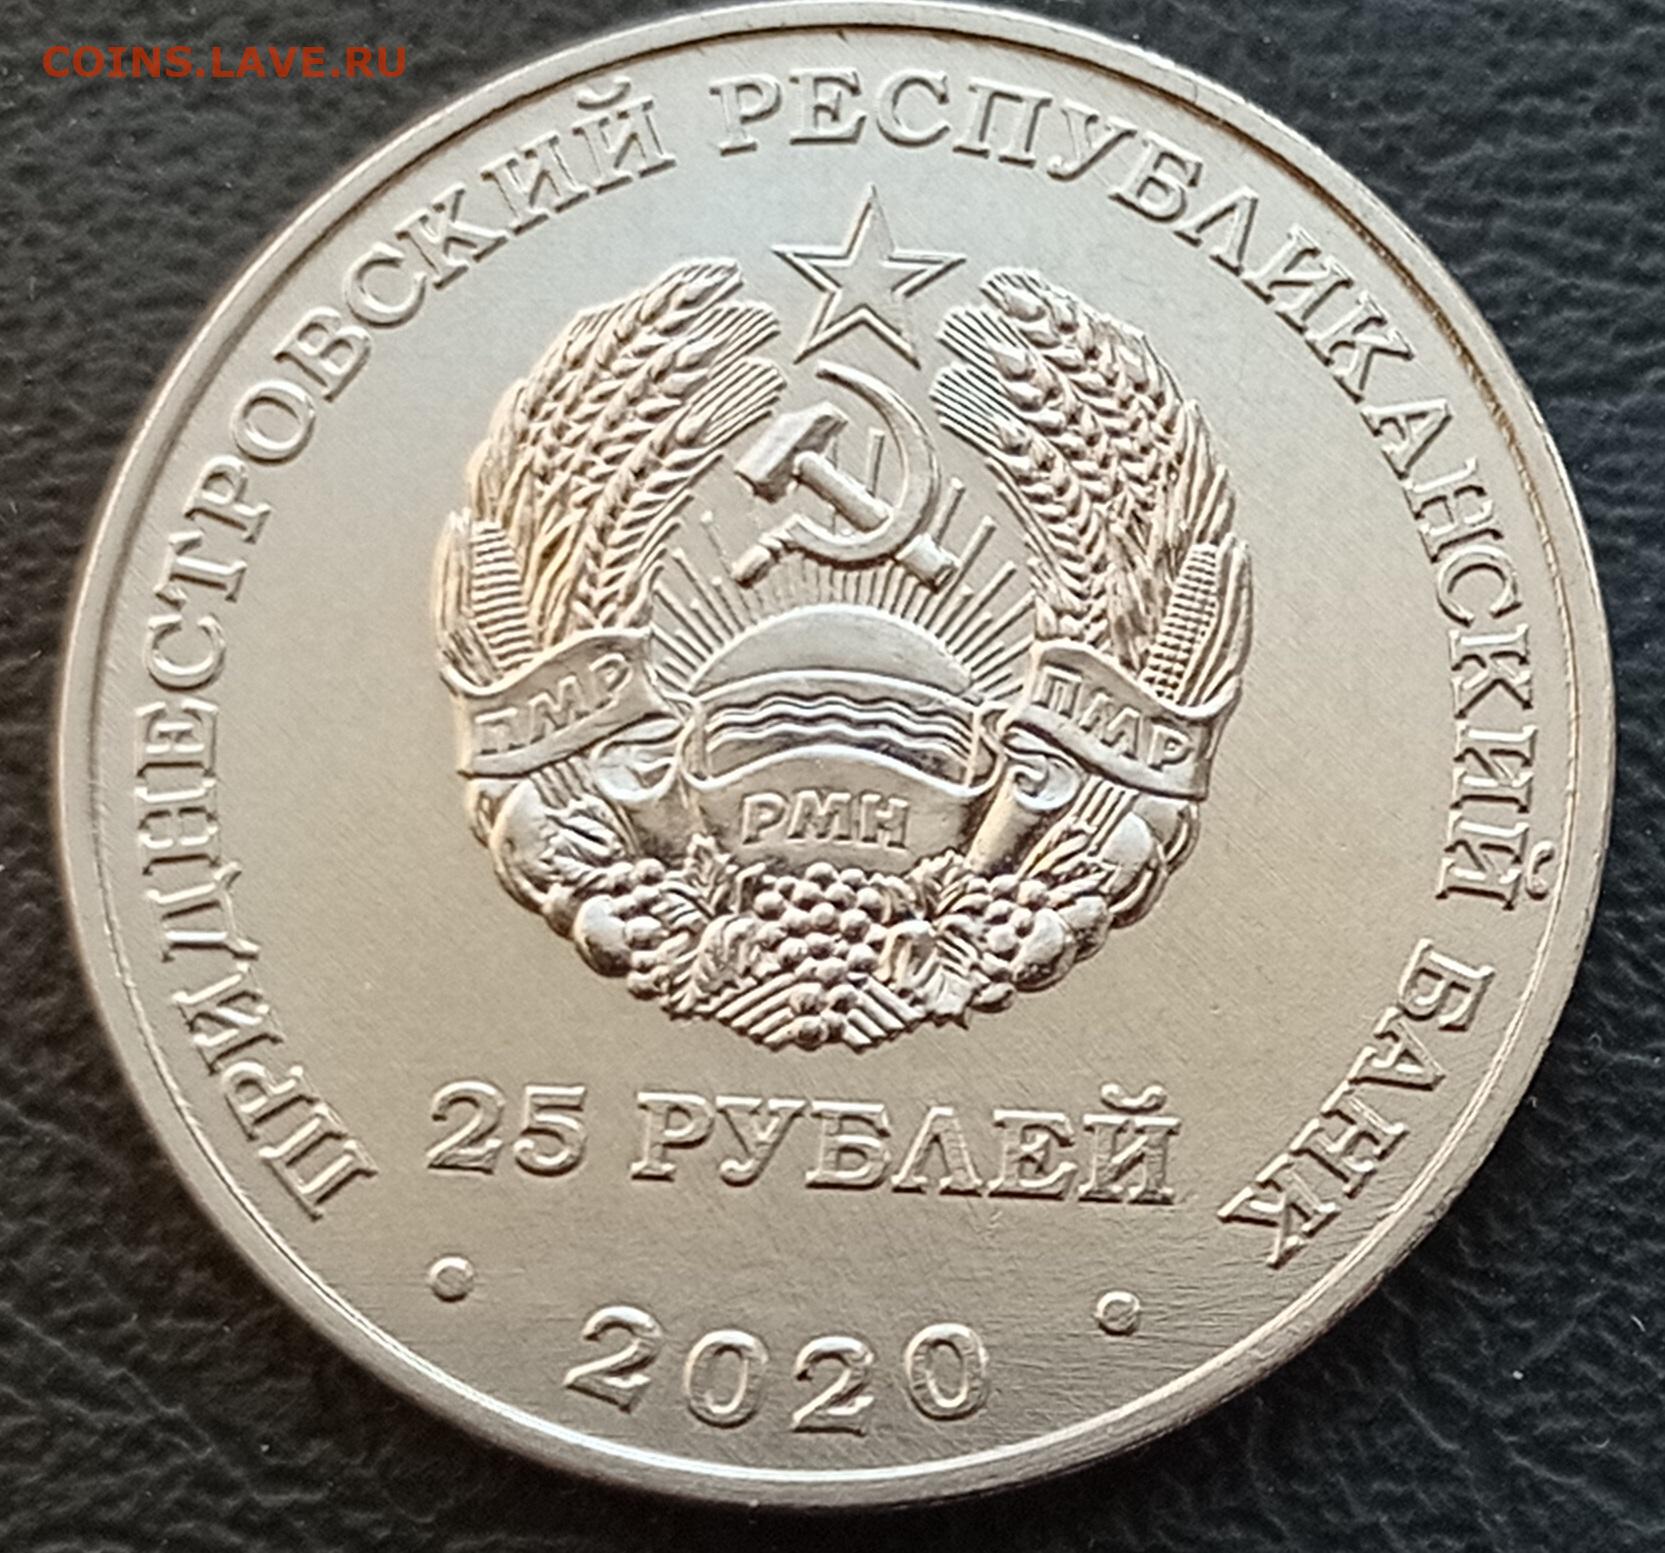 COINS.LAVE.RU
ПРИДНЕСТРОВСКИЙ РЕСПУБЛИКАНСКИЙ БАНК
ПМР
ПМР
РМН
25 РУБЛЕЙ
• 2020 •